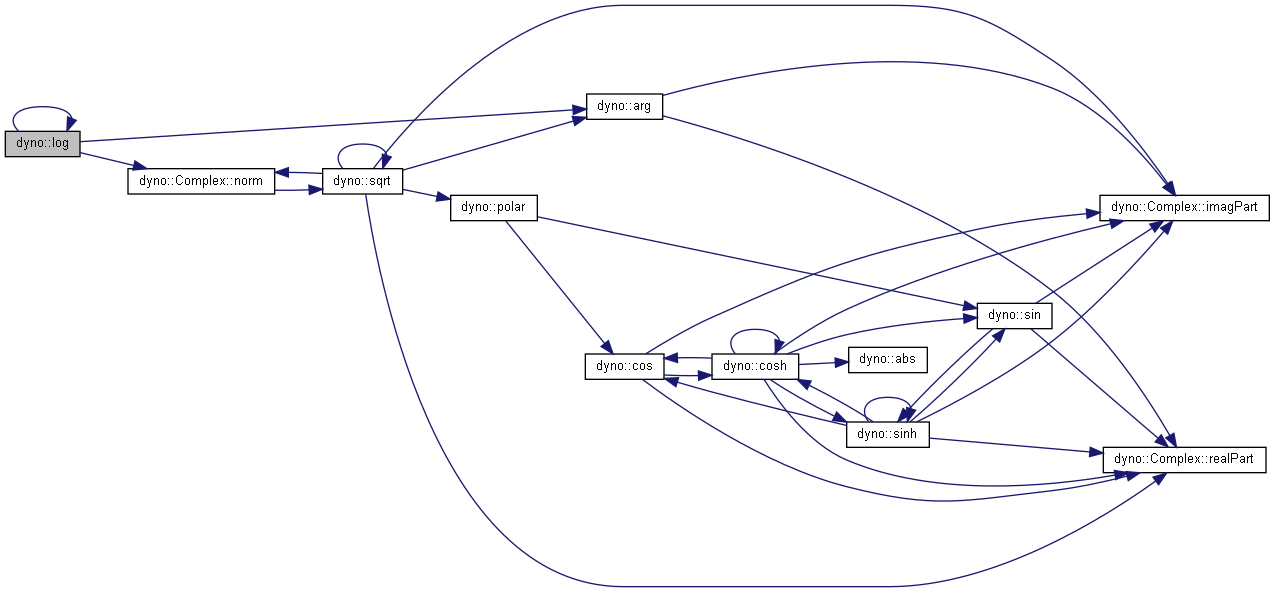 dyno::log
dyno::Complex::norm
dyno::sqrt
dyno::arg
dyno::polar
dyno::cos
dyno::cosh
dyno::abs
dyno::sinh
dyno::sin
dyno::Complex::imagPart
dyno::Complex::realPart